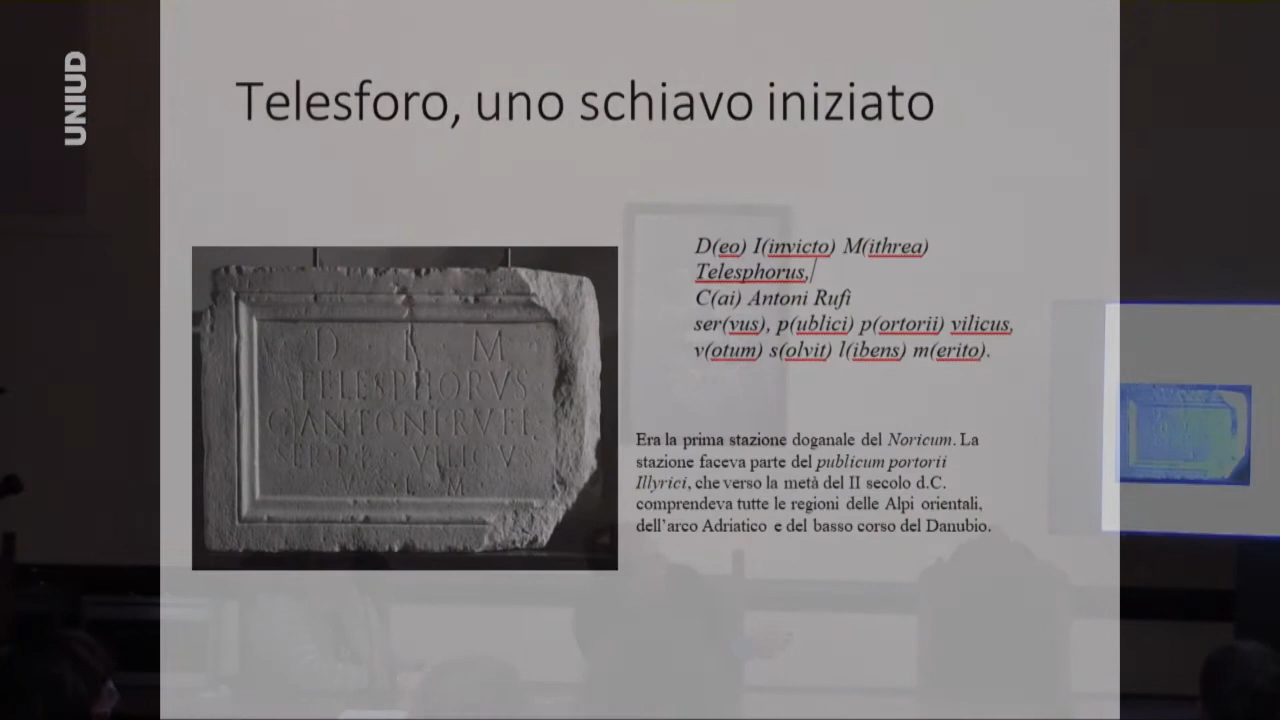 UNIUD
Telesforo, uno schiavo iniziato
D(eo) I(invicto) M(ithrea)
Telesphorus,
C(ai) Antoni Rufi
ser(vus), p(ublici) p(ortorii) vilicus,
v(otum) s(olvit) l(ibens) m(erito).
D · I · M
TELESPHORVS
C·ANTONI RVFI
VILICVS
V · S · L · M
Era la prima stazione doganale del Noricum. La
stazione faceva parte del publicum portorii
Illyrici, che verso la metà del II secolo d.C.
comprendeva tutte le regioni delle Alpi orientali,
dell'arco Adriatico e del basso corso del Danubio.